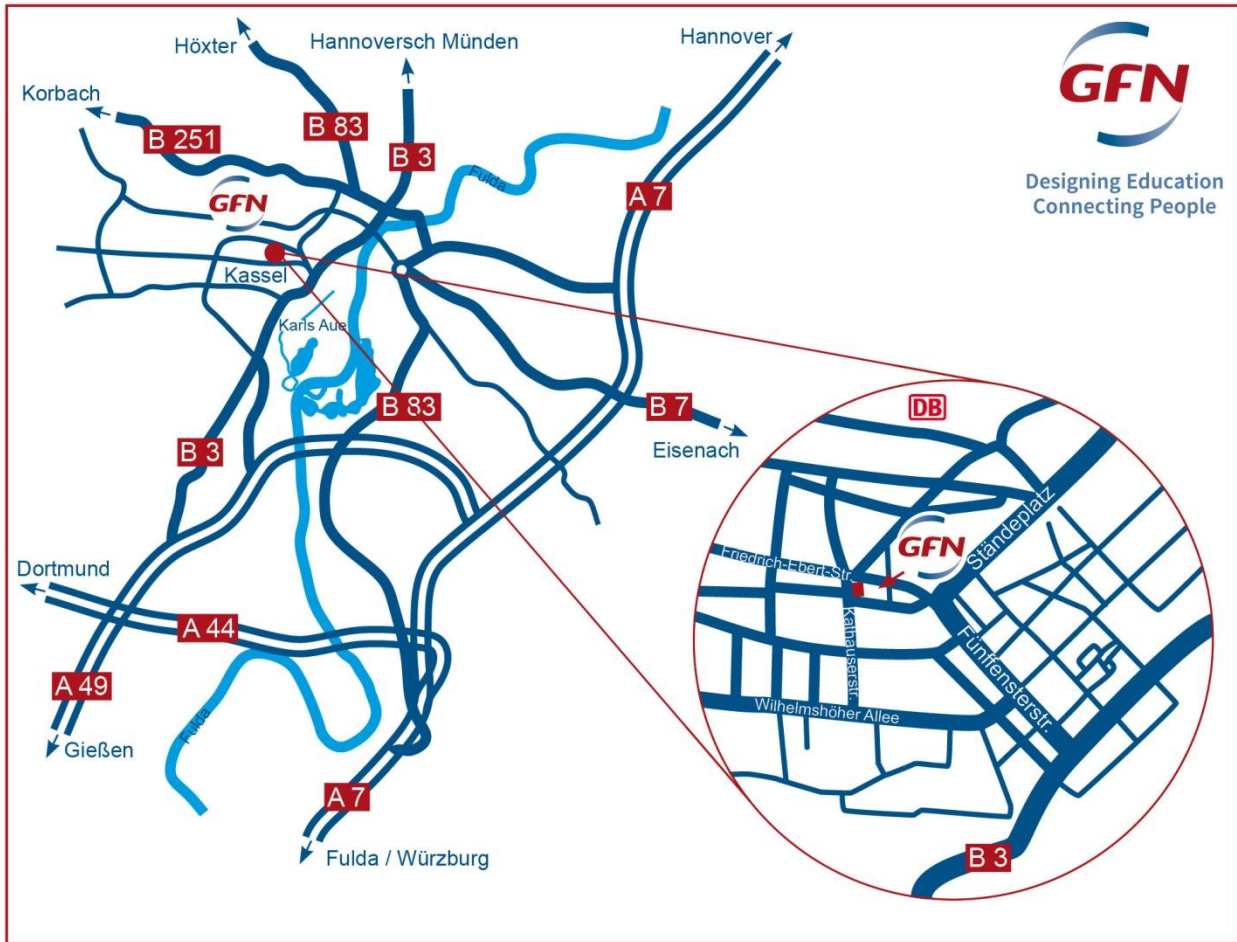 Höxter
Hannoversch Münden
Hannover
GFN
Designing Education
Connecting People
Korbach
B 251
B 83
B 3
Fulda
A 7
GFN
Kassel
Karls Aue
B 83
B 7
Eisenach
B 3
Dortmund
A 44
A 49
Gießen
Fulda
A 7
Fulda / Würzburg
DB
Ständeplatz
GFN
Friedrich-Ebert-Str.
Kathauserstr.
Fünffensterstr.
Wilhelmshöher Allee
B 3